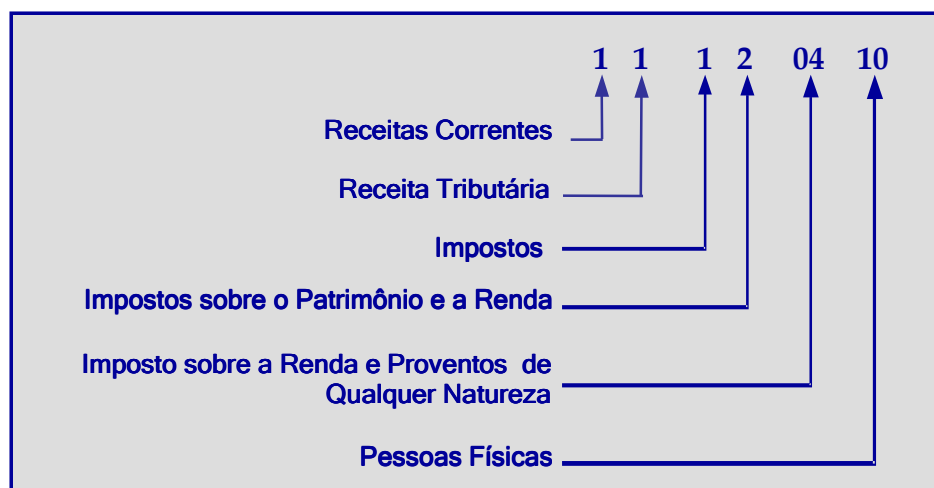 1 1 1 2 04 10
Receitas Correntes
Receita Tributária
Impostos
Impostos sobre o Patrimônio e a Renda
Imposto sobre a Renda e Proventos de
Qualquer Natureza
Pessoas Físicas